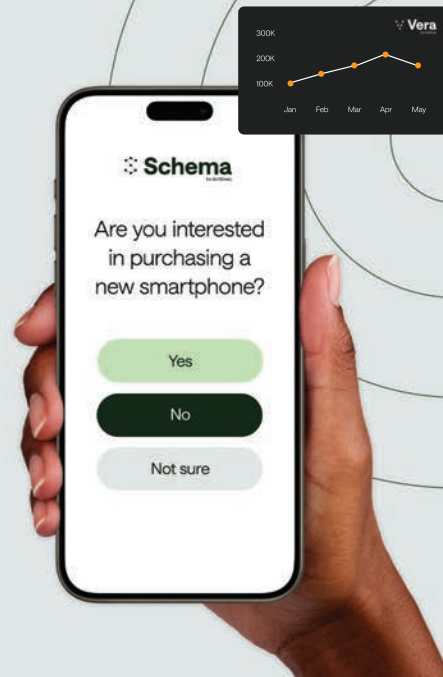 Vera
300K
200K
100K
Jan Feb Mar Apr May
Schema
Are you interested
in purchasing a
new smartphone?
Yes
No
Not sure